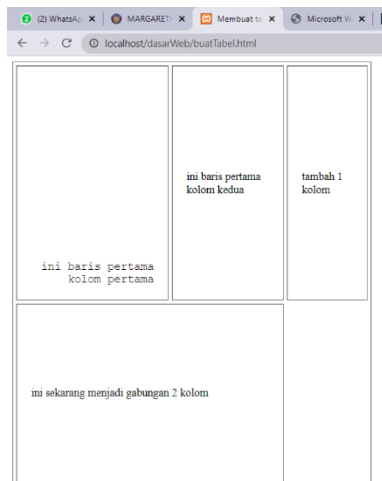 (2) WhatsAp
MARGARET
Membuat ta
Microsoft W
localhost/dasarWeb/buatTabel.html
ini baris pertama
kolom pertama
ini baris pertama
kolom kedua
tambah 1
kolom
ini sekarang menjadi gabungan 2 kolom